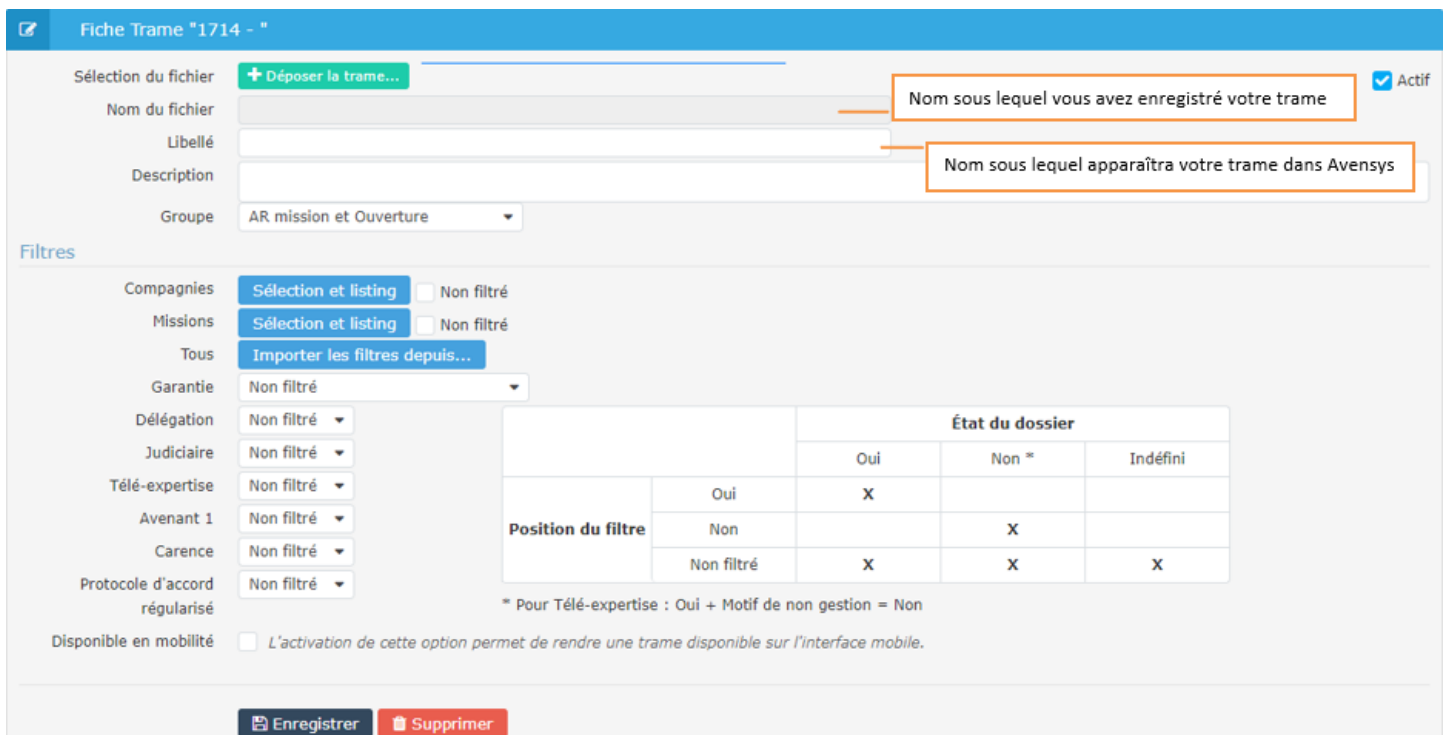 Fiche Trame "1714 - "
Sélection du fichier + Déposer la trame... Actif
Nom du fichier Nom sous lequel vous avez enregistré votre trame
Libellé
Nom sous lequel apparaîtra votre trame dans Avensys
Description
Groupe AR mission et Ouverture
Filtres
Compagnies Sélection et listing Non filtré
Missions Sélection et listing Non filtré
Tous Importer les filtres depuis...
Garantie Non filtré
Délégation Non filtré
Judiciaire Non filtré
Télé-expertise Non filtré
Avenant 1 Non filtré
Carence Non filtré
Protocole d'accord régularisé Non filtré
État du dossier
Oui Non * Indéfini
Position du filtre
Oui X
Non X
Non filtré X X X
* Pour Télé-expertise : Oui + Motif de non gestion = Non
Disponible en mobilité L'activation de cette option permet de rendre une trame disponible sur l'interface mobile.
Enregistrer Supprimer